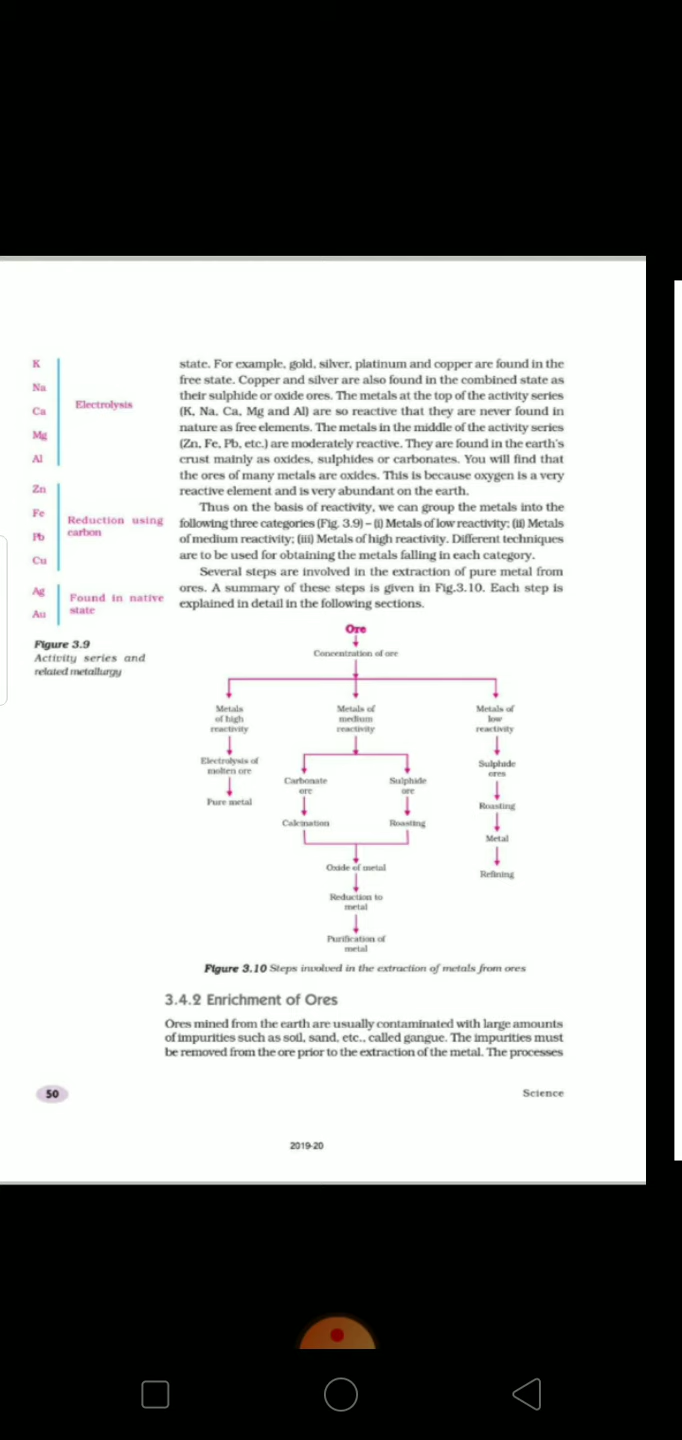 K
Na
Ca
Mg
Al
Electrolysis
Zn
Fe
Pb
Cu
Reduction using
carbon
Ag
Au
Found in native
state
Figure 3.9
Activity series and
related metallurgy
state. For example, gold, silver, platinum and copper are found in the
free state. Copper and silver are also found in the combined state as
their sulphide or oxide ores. The metals at the top of the activity series
(K, Na, Ca, Mg and Al) are so reactive that they are never found in
nature as free elements. The metals in the middle of the activity series
(Zn, Fe, Pb, etc.) are moderately reactive. They are found in the earth's
crust mainly as oxides, sulphides or carbonates. You will find that
the ores of many metals are oxides. This is because oxygen is a very
reactive element and is very abundant on the earth.
Thus on the basis of reactivity, we can group the metals into the
following three categories (Fig. 3.9) – (i) Metals of low reactivity; (ii) Metals
of medium reactivity; (iii) Metals of high reactivity. Different techniques
are to be used for obtaining the metals falling in each category.
Several steps are involved in the extraction of pure metal from
ores. A summary of these steps is given in Fig.3.10. Each step is
explained in detail in the following sections.
Ore
Concentration of ore
Metals
of high
reactivity
Electrolysis of
molten ore
Pure metal
Metals of
medium
reactivity
Carbonate
ore
Calcination
Sulphide
ore
Roasting
Oxide of metal
Reduction to
metal
Purification of
metal
Metals of
low
reactivity
Sulphide
ores
Roasting
Metal
Refining
Figure 3.10 Steps involved in the extraction of metals from ores
3.4.2 Enrichment of Ores
Ores mined from the earth are usually contaminated with large amounts
of impurities such as soil, sand, etc., called gangue. The impurities must
be removed from the ore prior to the extraction of the metal. The processes
50
Science
2019-20